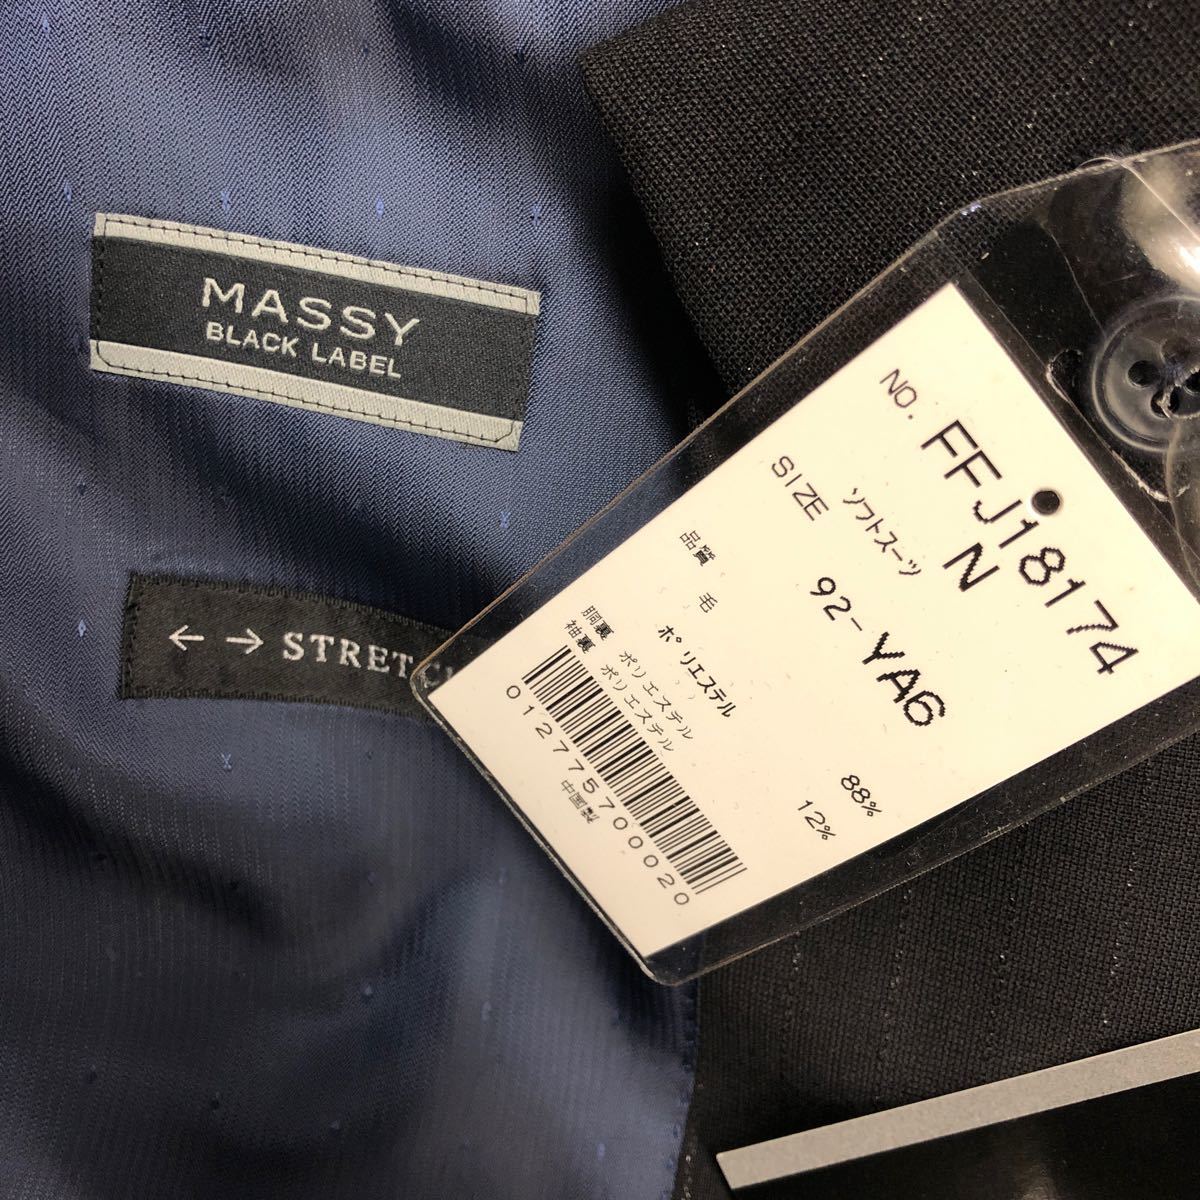 MASSY
BLACK LABEL
← → STRETC
NO. FFJ18174
N
ソフトスーツ
SIZE 92-YA6
品質 毛 88%
ポリエステル 12%
胴裏 ポリエステル
袖裏 ポリエステル
0127757000020
中国製